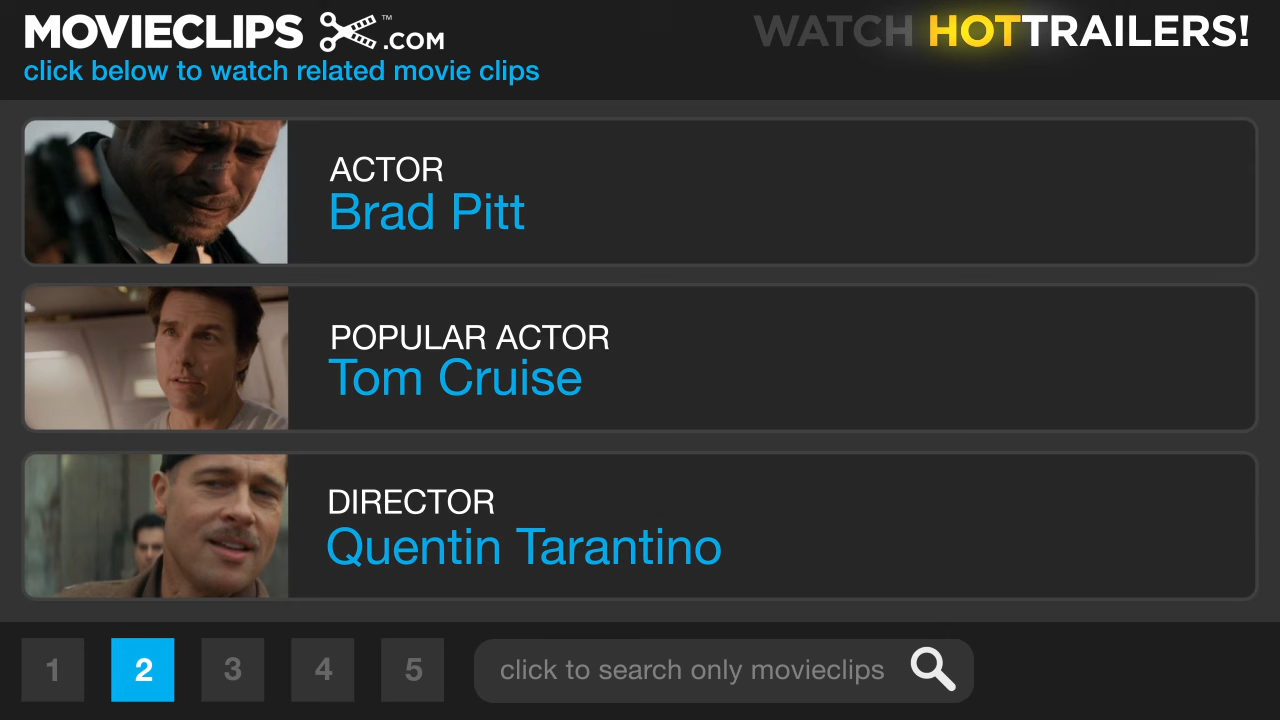 MOVIECLIPS ™ .COM
WATCH HOTTRAILERS!
click below to watch related movie clips
ACTOR
Brad Pitt
POPULAR ACTOR
Tom Cruise
DIRECTOR
Quentin Tarantino
1 2 3 4 5 click to search only movieclips